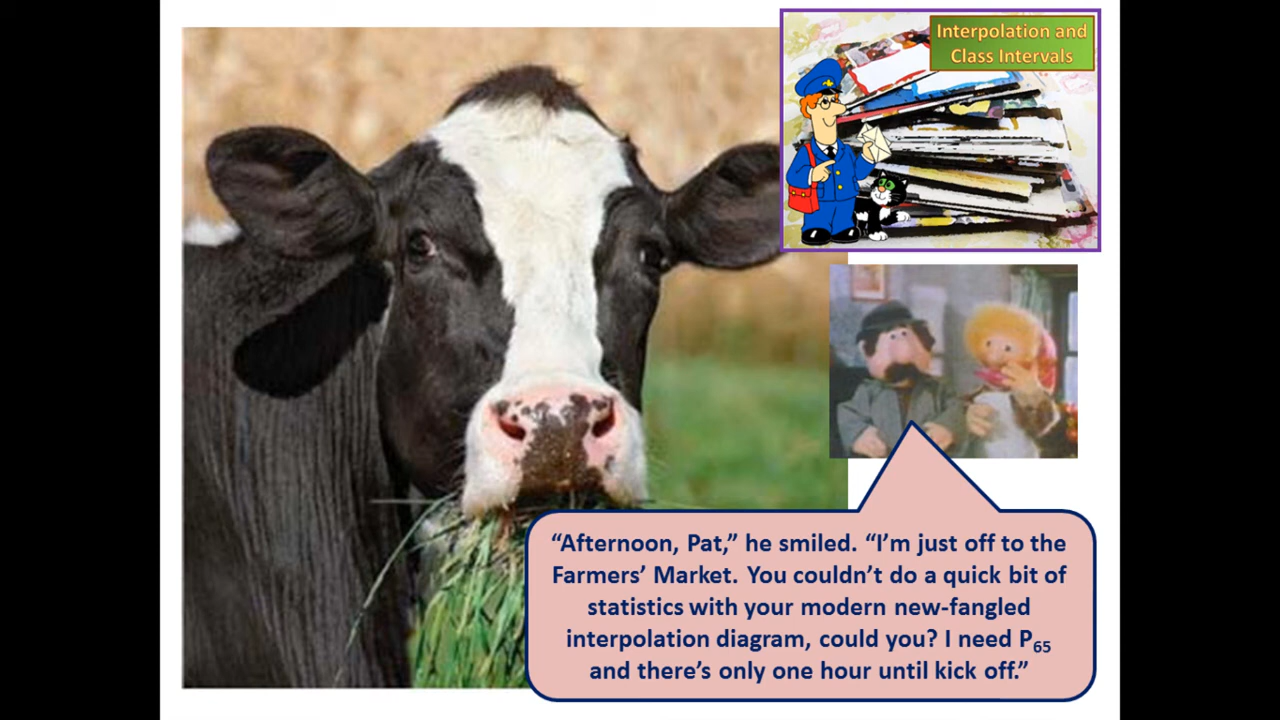 Interpolation and
Class Intervals
“Afternoon, Pat,” he smiled. “I’m just off to the
Farmers’ Market. You couldn’t do a quick bit of
statistics with your modern new-fangled
interpolation diagram, could you? I need P₆₅
and there’s only one hour until kick off.”